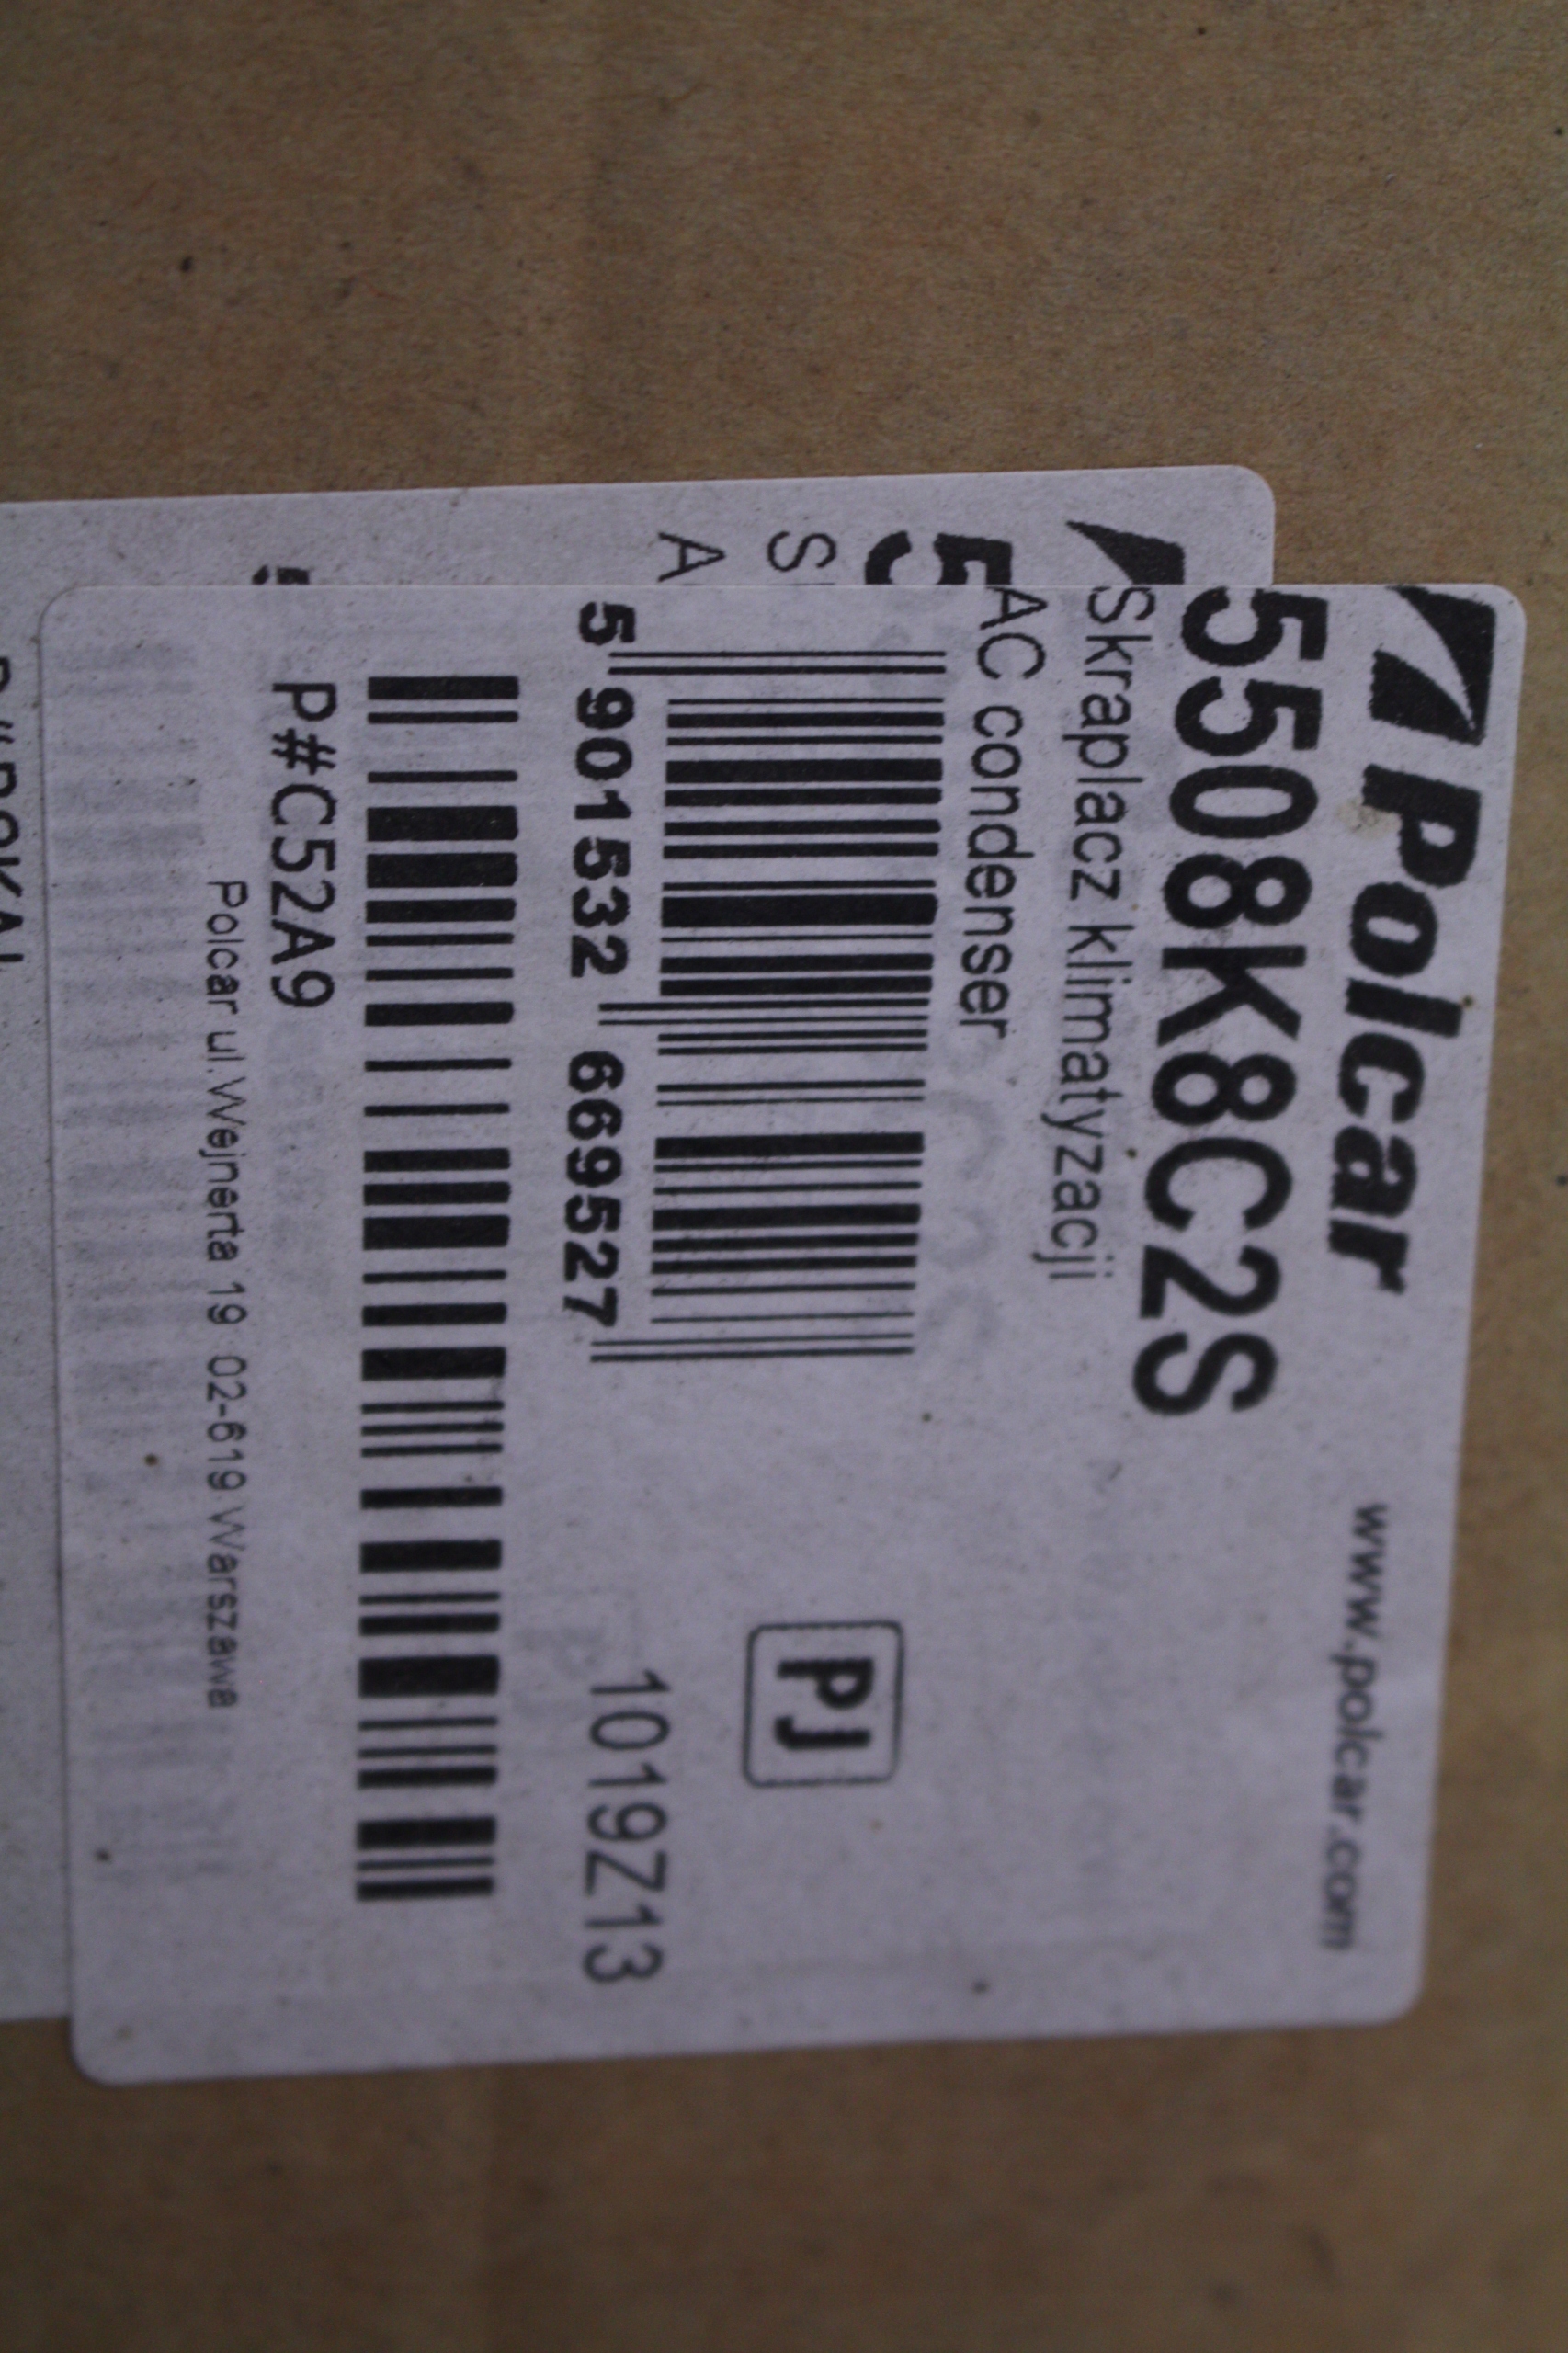 Polcar
www.polcar.com
5508K8C2S
Skraplacz klimatyzacji
AC condenser
PJ
5 901532 669527
1019Z13
P#C52A9
Polcar ul.Wejnerta 19 02-619 Warszawa
5
S
A